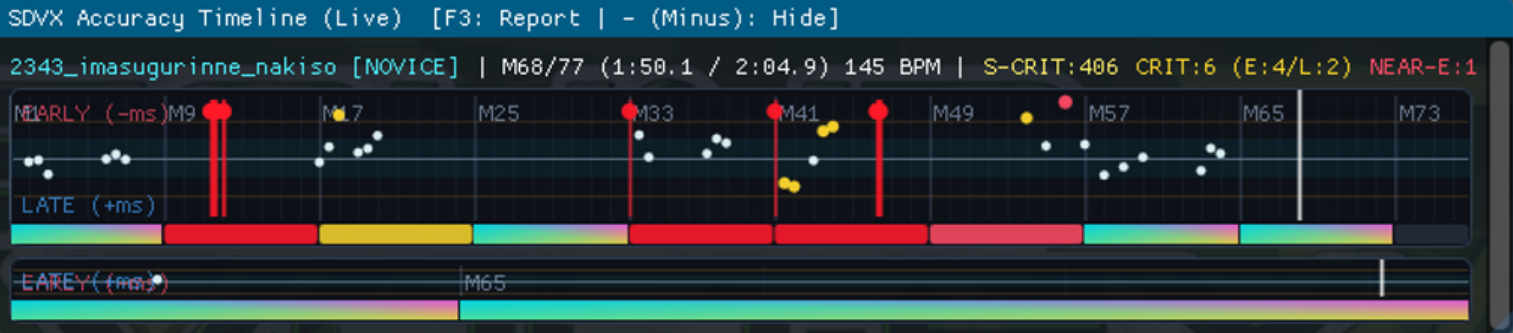 SDVX Accuracy Timeline (Live) [F3: Report | - (Minus): Hide]
2343_imasugurinne_nakiso [NOVICE] | M68/77 (1:50.1 / 2:04.9) 145 BPM | S-CRIT:406 CRIT:6 (E:4/L:2) NEAR-E:1
M1 EARLY (-ms) M9 M17 M25 M33 M41 M49 M57 M65 M73
LATE (+ms)
M65